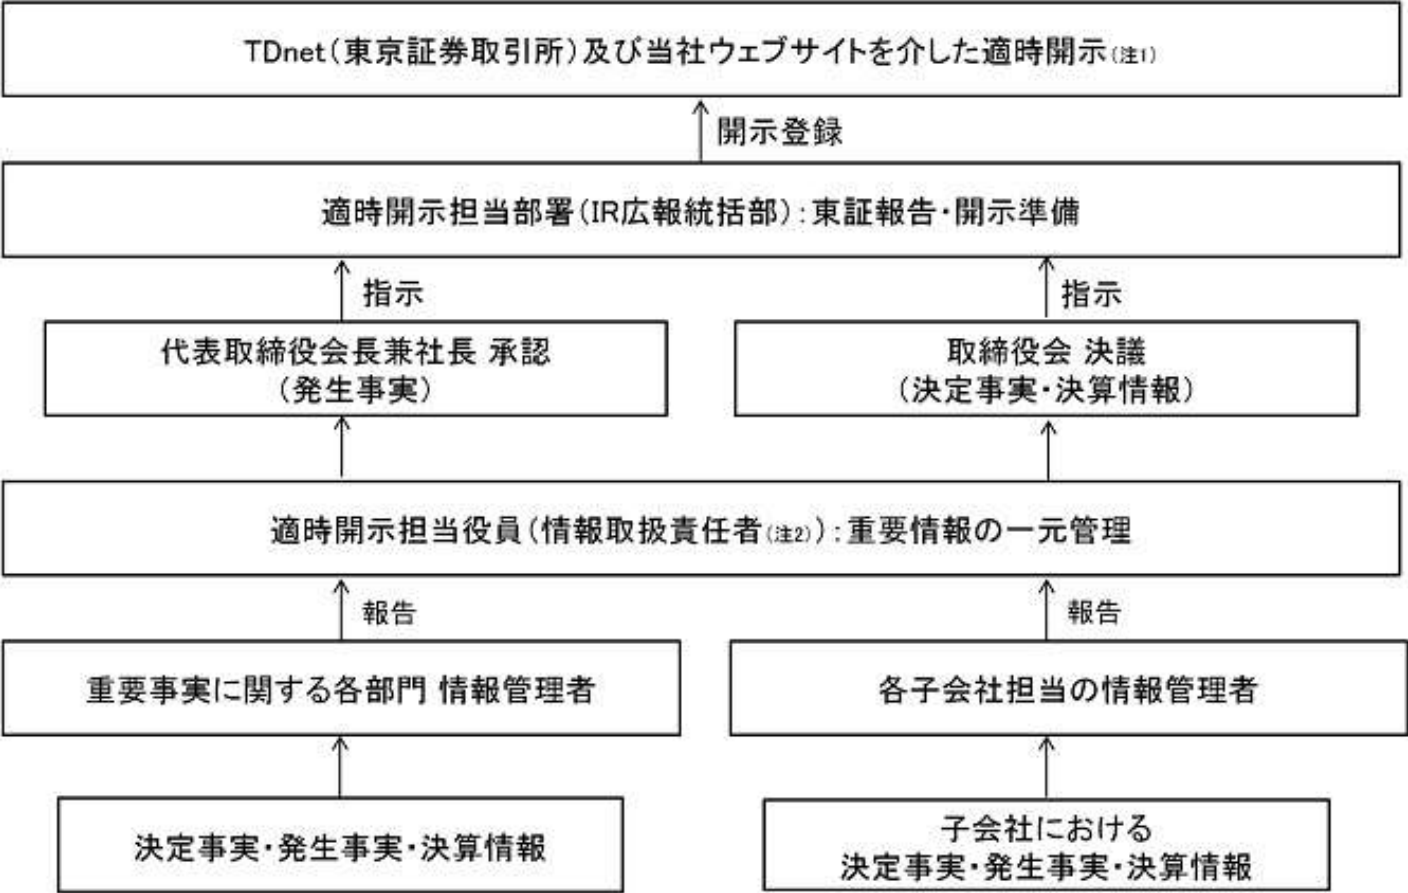 TDnet(東京証券取引所)及び当社ウェブサイトを介した適時開示(注1)
開示登録
適時開示担当部署(IR広報統括部):東証報告・開示準備
指示
指示
代表取締役会長兼社長 承認
(発生事実)
取締役会 決議
(決定事実・決算情報)
適時開示担当役員(情報取扱責任者(注2)):重要情報の一元管理
報告
報告
重要事実に関する各部門 情報管理者
各子会社担当の情報管理者
決定事実・発生事実・決算情報
子会社における
決定事実・発生事実・決算情報